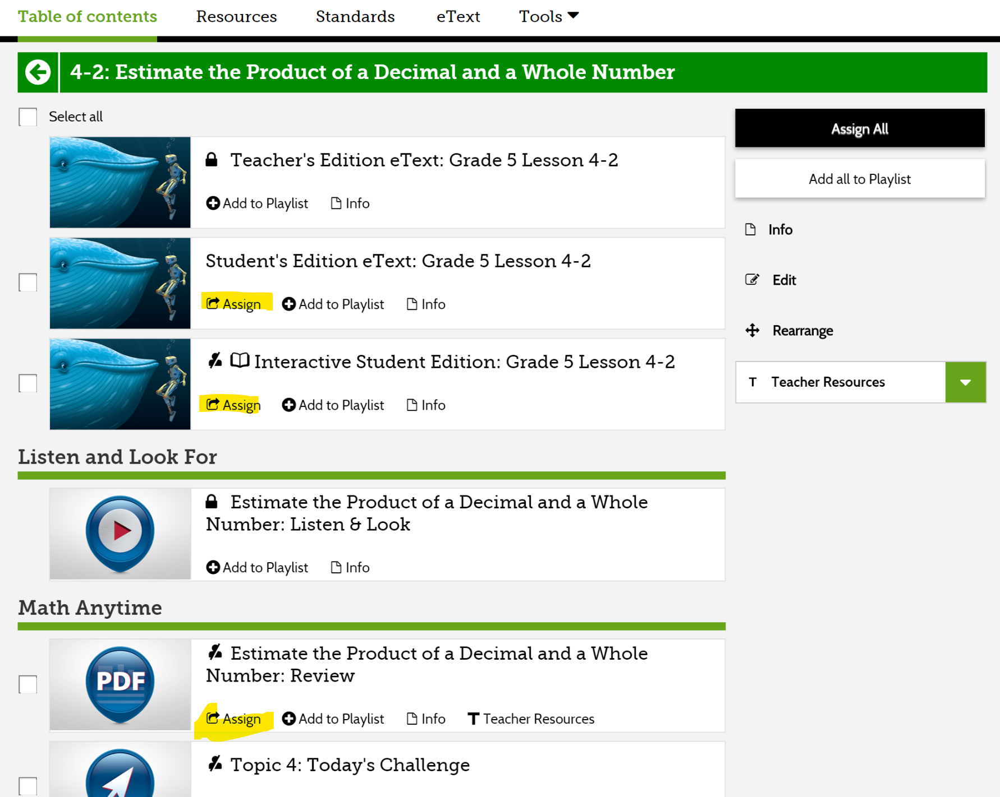 Table of contents Resources Standards eText Tools
4-2: Estimate the Product of a Decimal and a Whole Number
Select all
Assign All
Teacher's Edition eText: Grade 5 Lesson 4-2
Add to Playlist Info
Add all to Playlist
Info
Student's Edition eText: Grade 5 Lesson 4-2
Assign Add to Playlist Info
Edit
Rearrange
Interactive Student Edition: Grade 5 Lesson 4-2
Assign Add to Playlist Info
T Teacher Resources
Listen and Look For
Estimate the Product of a Decimal and a Whole
Number: Listen & Look
Add to Playlist Info
Math Anytime
PDF
Estimate the Product of a Decimal and a Whole
Number: Review
Assign Add to Playlist Info T Teacher Resources
Topic 4: Today's Challenge